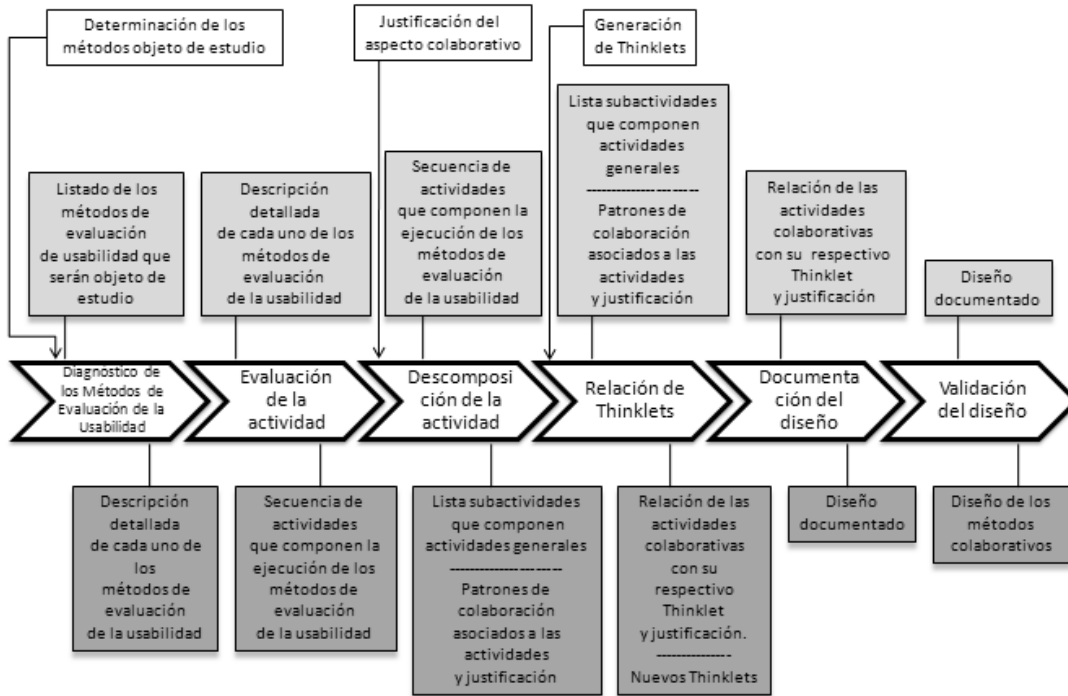 Determinación de los
métodos objeto de estudio
Justificación del
aspecto colaborativo
Generación
de Thinklets
Listado de los
métodos de
evaluación
de usabilidad que
serán objeto de
estudio
Descripción
detallada
de cada uno de los
métodos de
evaluación
de la usabilidad
Secuencia de
actividades
que componen la
ejecución de los
métodos de
evaluación
de la usabilidad
Lista subactividades
que componen
actividades
generales
----------------------
Patrones de
colaboración
asociados a las
actividades
y justificación
Relación de las
actividades
colaborativas
con su respectivo
Thinklet
y justificación
Diseño
documentado
Diagnóstico de
los Métodos de
Evaluación de la
Usabilidad
Evaluación
de la
actividad
Descomposi
ción de la
actividad
Relación de
Thinklets
Documenta
ción del
diseño
Validación
del diseño
Descripción
detallada
de cada uno de
los
métodos de
evaluación
de la usabilidad
Secuencia de
actividades
que componen la
ejecución de los
métodos de
evaluación
de la usabilidad
Lista subactividades
que componen
actividades generales
----------------------
Patrones de
colaboración
asociados a las
actividades
y justificación
Relación de las
actividades
colaborativas
con su
respectivo
Thinklet
y justificación.
---------------
Nuevos Thinklets
Diseño
documentado
Diseño de los
métodos
colaborativos